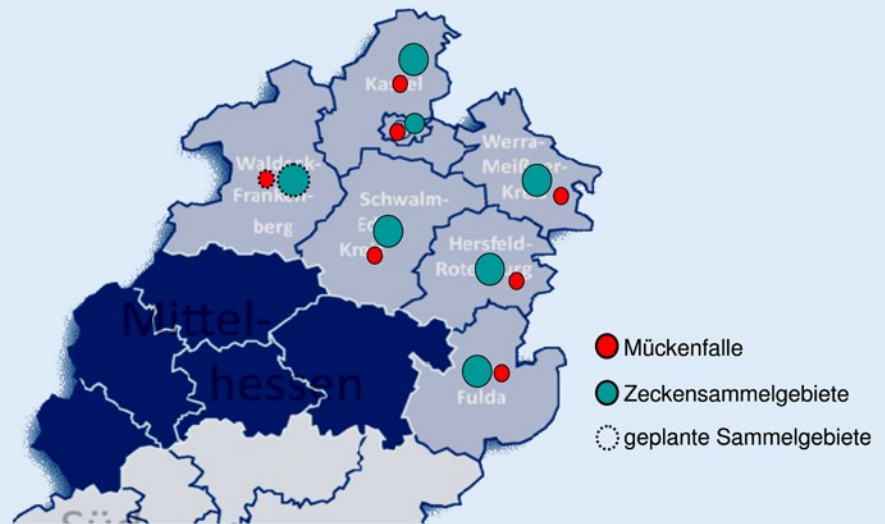 Kassel
Werra-
Meißner-
Kreis
Waldeck-
Franken-
berg
Schwalm-
Eder-
Kreis
Hersfeld-
Rotenburg
Mittel-
hessen
Fulda
Mückenfalle
Zeckensammelgebiete
geplante Sammelgebiete
Süd